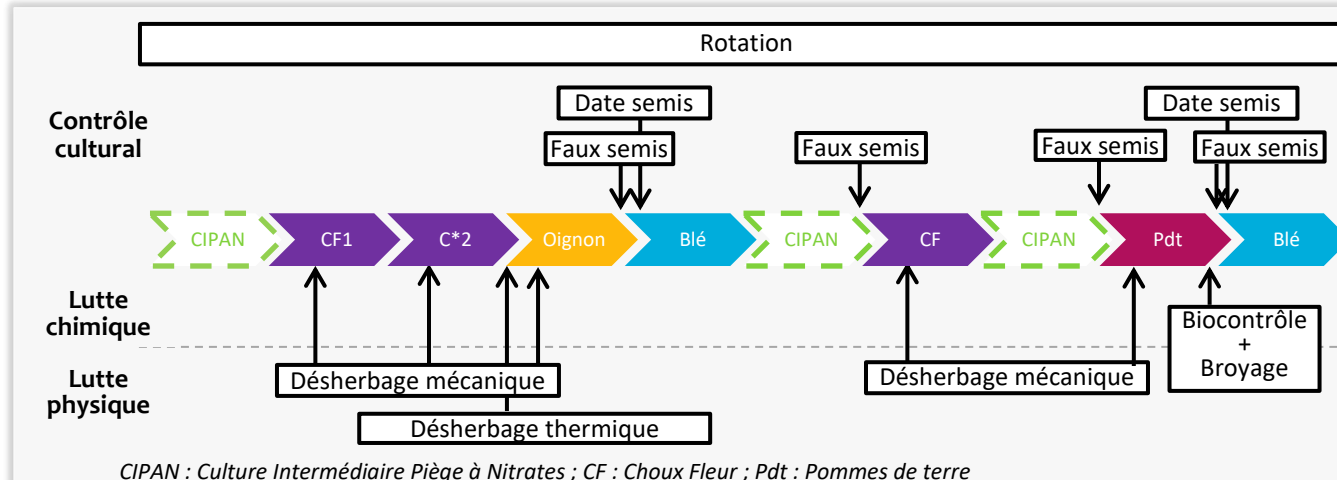 Rotation
Contrôle
cultural
Date semis
Date semis
Faux semis
Faux semis
Faux semis
Faux semis
CIPAN
CF1
C*2
Oignon
Blé
CIPAN
CF
CIPAN
Pdt
Blé
Lutte
chimique
Biocontrôle
+
Broyage
Lutte
physique
Désherbage mécanique
Désherbage mécanique
Désherbage thermique
CIPAN : Culture Intermédiaire Piège à Nitrates ; CF : Choux Fleur ; Pdt : Pommes de terre